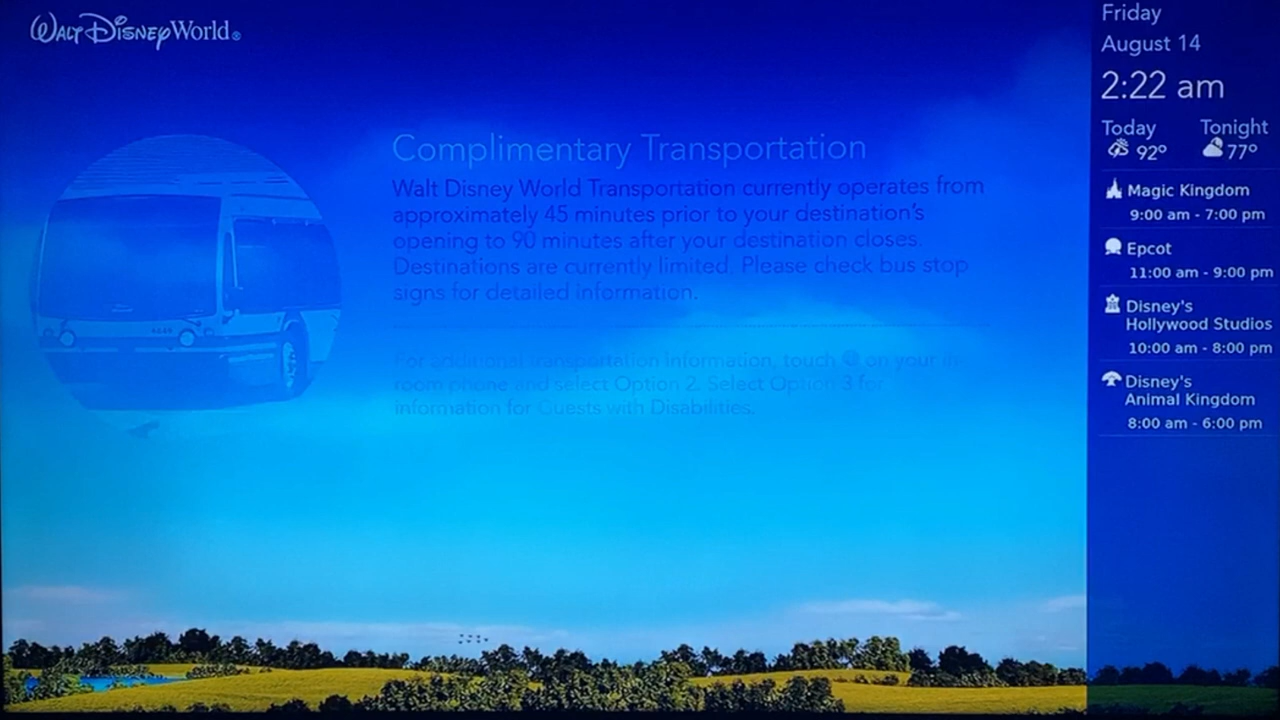 Walt Disney World®
Complimentary Transportation
Walt Disney World Transportation currently operates from
approximately 45 minutes prior to your destination's
opening to 90 minutes after your destination closes.
Destinations are currently limited. Please check bus stop
signs for detailed information.
For additional transportation information, touch on your in-
room phone and select Option 2. Select Option 3 for
information for Guests with Disabilities.
Friday
August 14
2:22 am
Today
92°
Tonight
77°
Magic Kingdom
9:00 am - 7:00 pm
Epcot
11:00 am - 9:00 pm
Disney's
Hollywood Studios
10:00 am - 8:00 pm
Disney's
Animal Kingdom
8:00 am - 6:00 pm